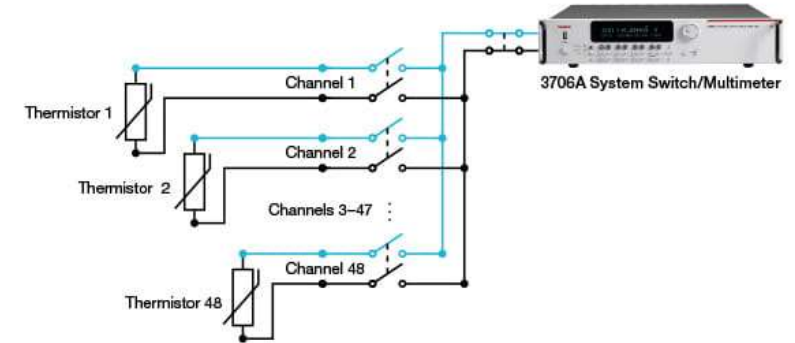 3706A System Switch/Multimeter
Channel 1
Thermistor 1
Channel 2
Thermistor 2
Channels 3–47
Channel 48
Thermistor 48